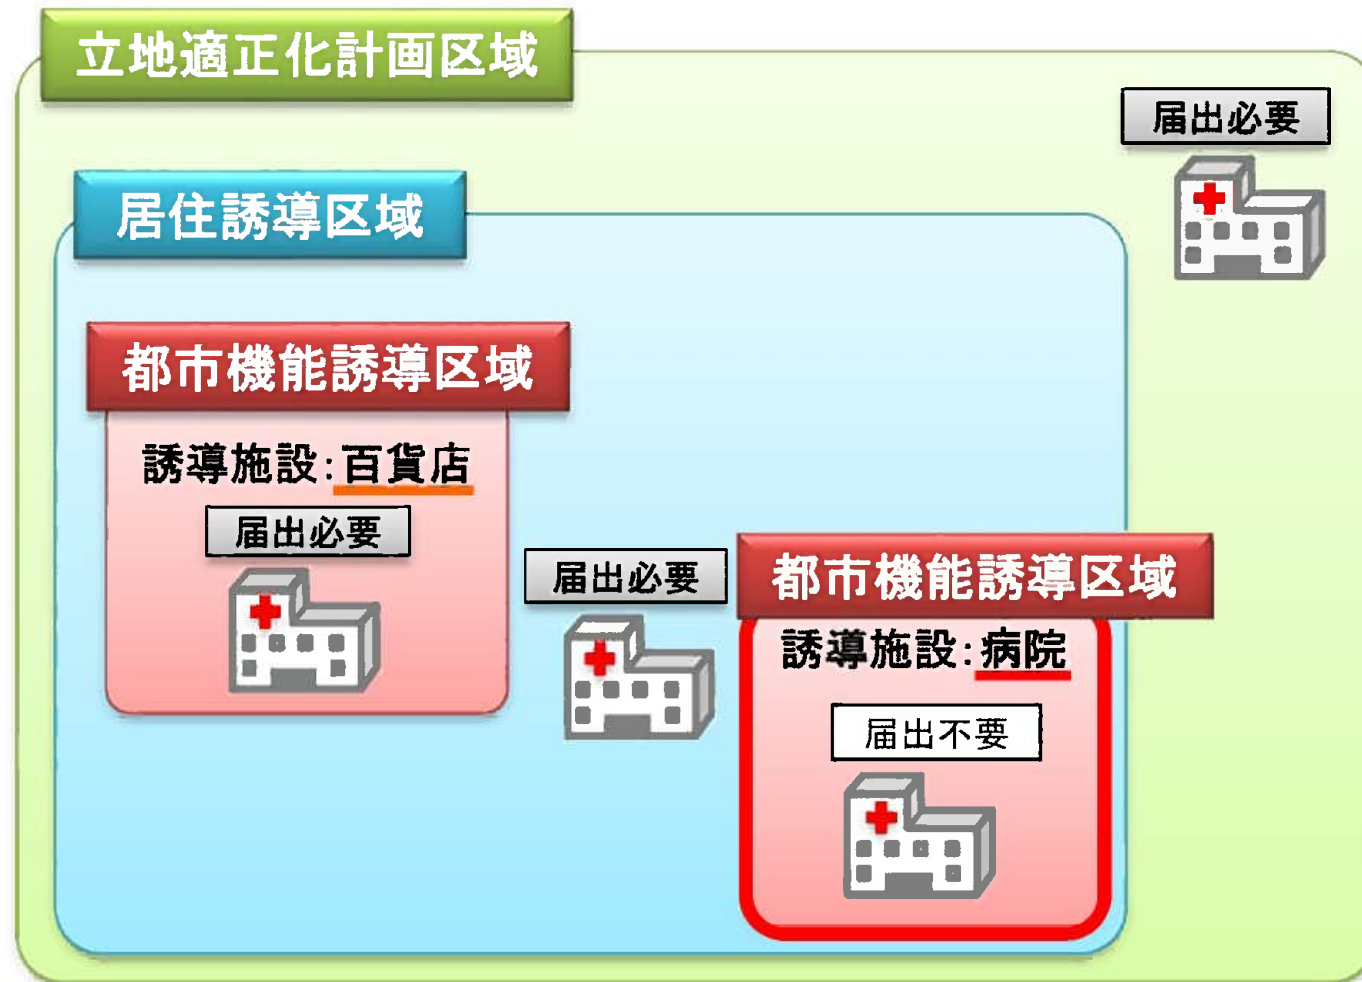 立地適正化計画区域
届出必要
居住誘導区域
都市機能誘導区域
誘導施設:百貨店
届出必要
届出必要
都市機能誘導区域
誘導施設:病院
届出不要